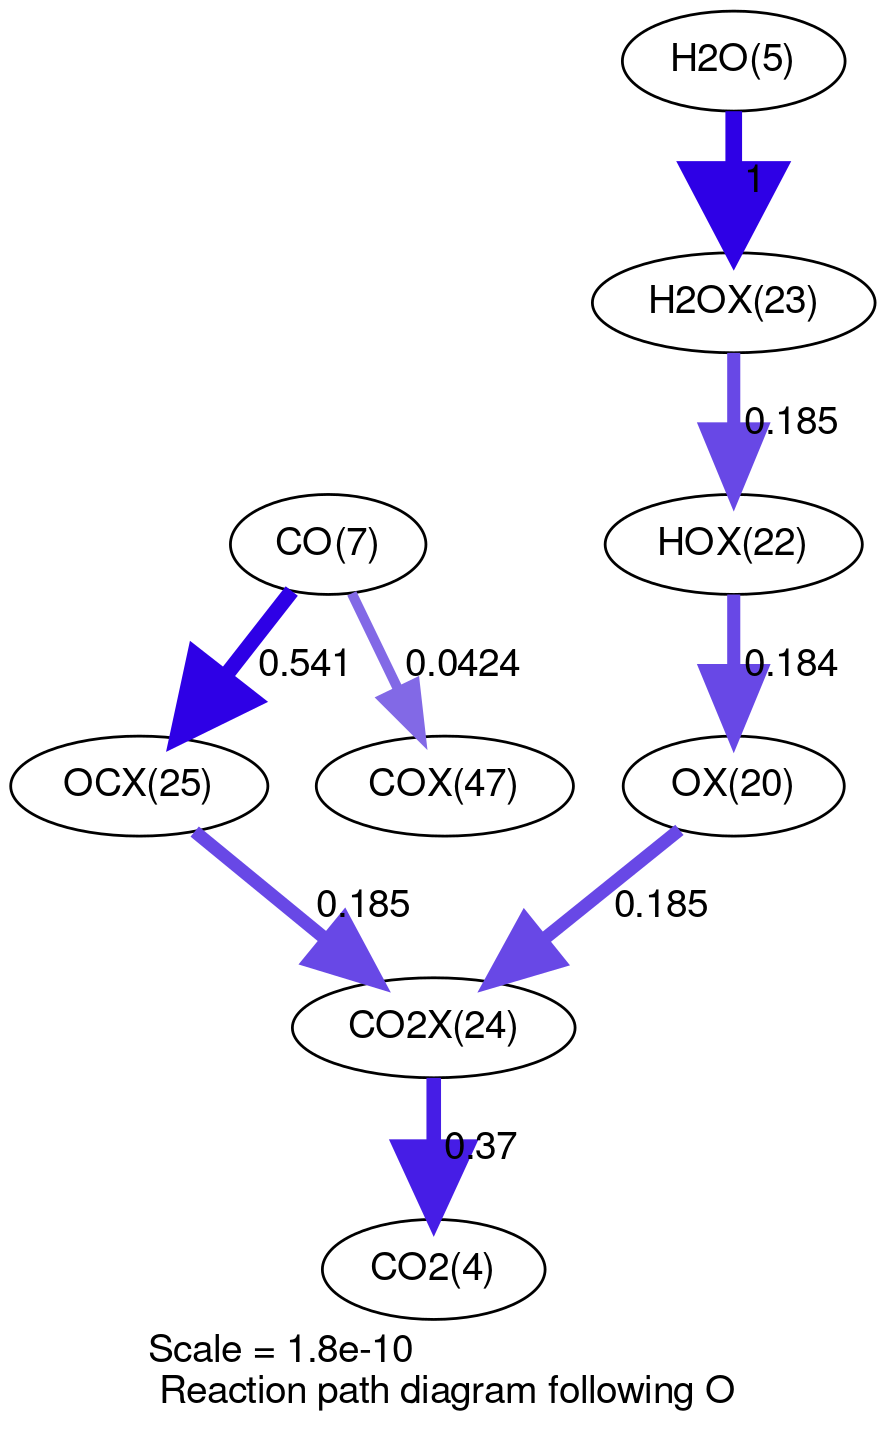 H2O(5)
1
H2OX(23)
0.185
CO(7)
HOX(22)
0.541
0.0424
0.184
OCX(25)
COX(47)
OX(20)
0.185
0.185
CO2X(24)
0.37
CO2(4)
Scale = 1.8e-10
Reaction path diagram following O